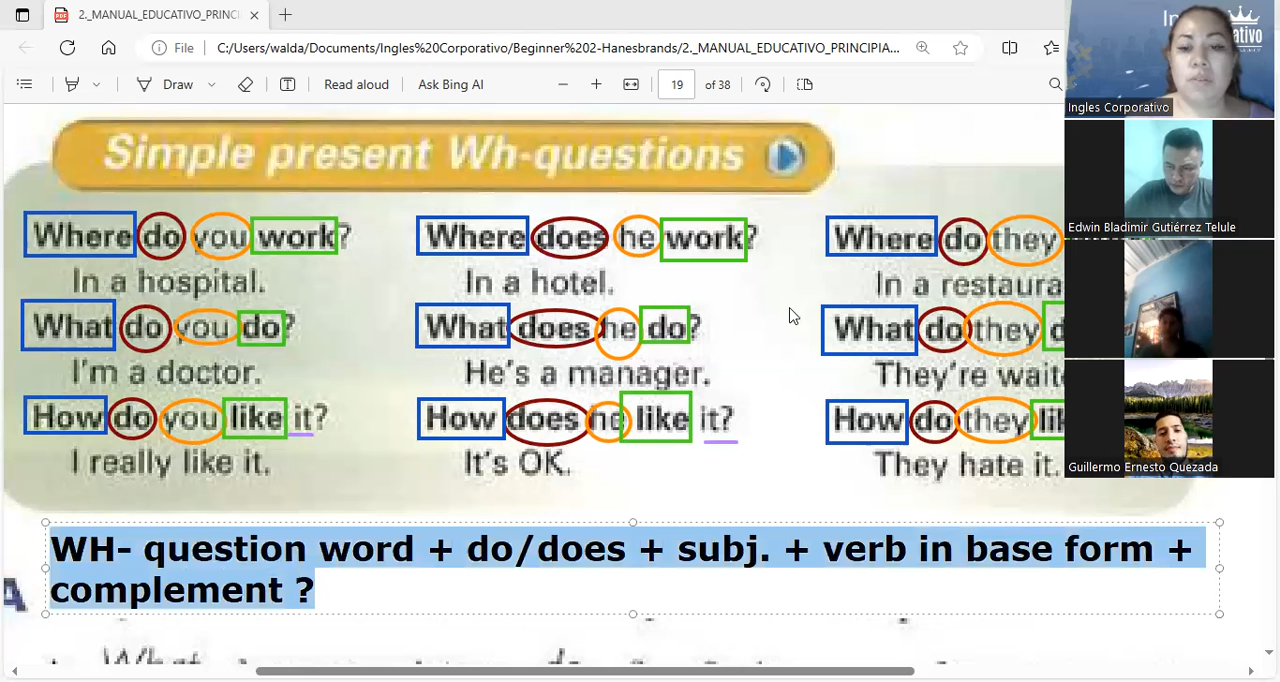 2._MANUAL_EDUCATIVO_PRINCI
File C:/Users/walda/Documents/Ingles%20Corporativo/Beginner%202-Hanesbrands/2._MANUAL_EDUCATIVO_PRINCIPIA...
Draw Read aloud Ask Bing AI 19 of 38
Ingles Corporativo
Edwin Bladimir Gutiérrez Telule
Guillermo Ernesto Quezada
Simple present Wh-questions
Where do you work? Where does he work? Where do they
In a hospital. In a hotel. In a restaura
What do you do? What does he do? What do they d
I'm a doctor. He's a manager. They're wait
How do you like it? How does he like it? How do they lik
I really like it. It's OK. They hate it.
WH- question word + do/does + subj. + verb in base form +
complement ?
A